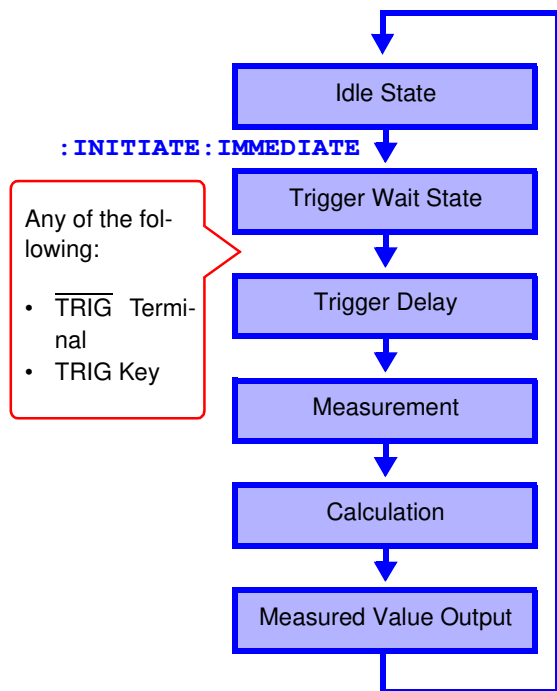 Idle State
:INITIATE:IMMEDIATE
Trigger Wait State
Any of the fol-
lowing:
• TRIG Termi-
nal
• TRIG Key
Trigger Delay
Measurement
Calculation
Measured Value Output